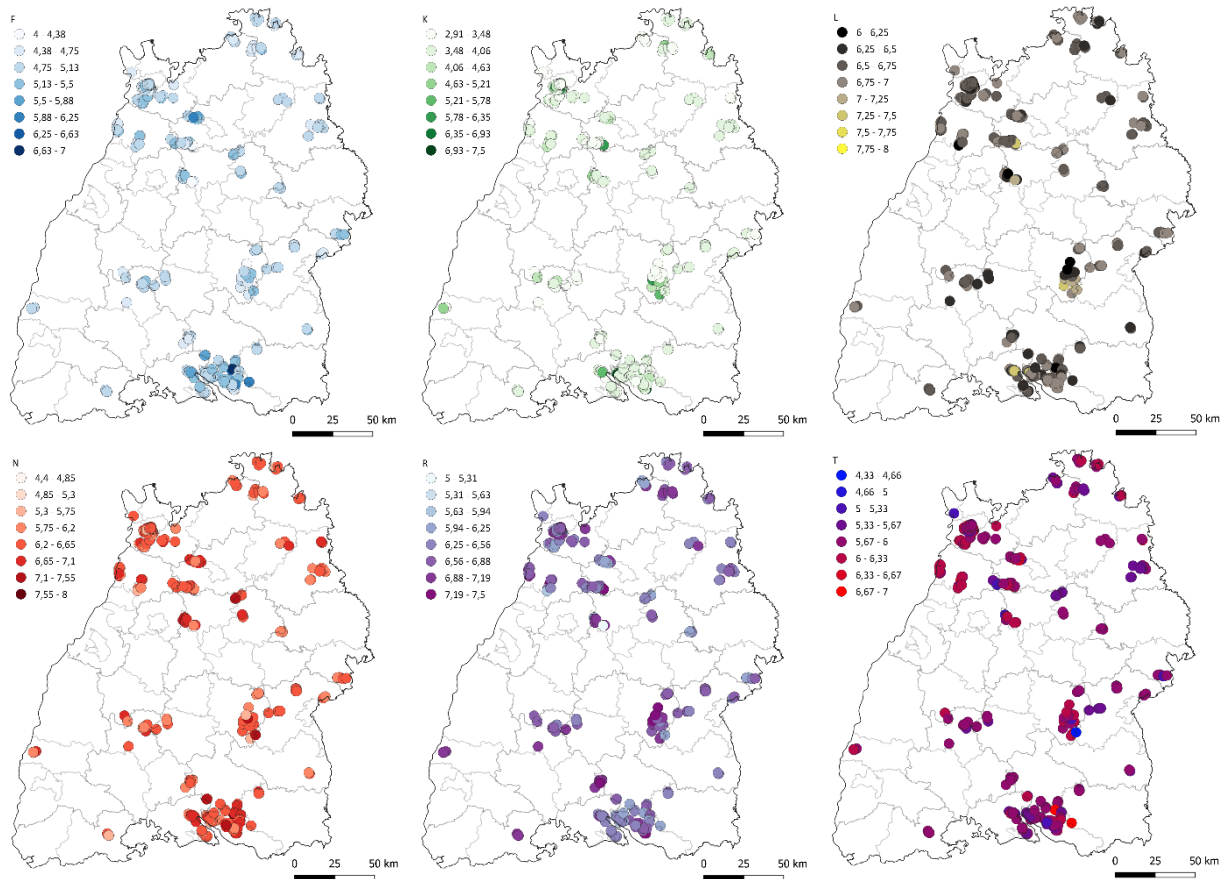 F
4 - 4,38
4,38 - 4,75
4,75 - 5,13
5,13 - 5,5
5,5 - 5,88
5,88 - 6,25
6,25 - 6,63
6,63 - 7
0 25 50 km
K
2,91 - 3,48
3,48 - 4,06
4,06 - 4,63
4,63 - 5,21
5,21 - 5,78
5,78 - 6,35
6,35 - 6,93
6,93 - 7,5
0 25 50 km
L
6 - 6,25
6,25 - 6,5
6,5 - 6,75
6,75 - 7
7 - 7,25
7,25 - 7,5
7,5 - 7,75
7,75 - 8
0 25 50 km
N
4,4 - 4,85
4,85 - 5,3
5,3 - 5,75
5,75 - 6,2
6,2 - 6,65
6,65 - 7,1
7,1 - 7,55
7,55 - 8
0 25 50 km
R
5 - 5,31
5,31 - 5,63
5,63 - 5,94
5,94 - 6,25
6,25 - 6,56
6,56 - 6,88
6,88 - 7,19
7,19 - 7,5
0 25 50 km
T
4,33 - 4,66
4,66 - 5
5 - 5,33
5,33 - 5,67
5,67 - 6
6 - 6,33
6,33 - 6,67
6,67 - 7
0 25 50 km